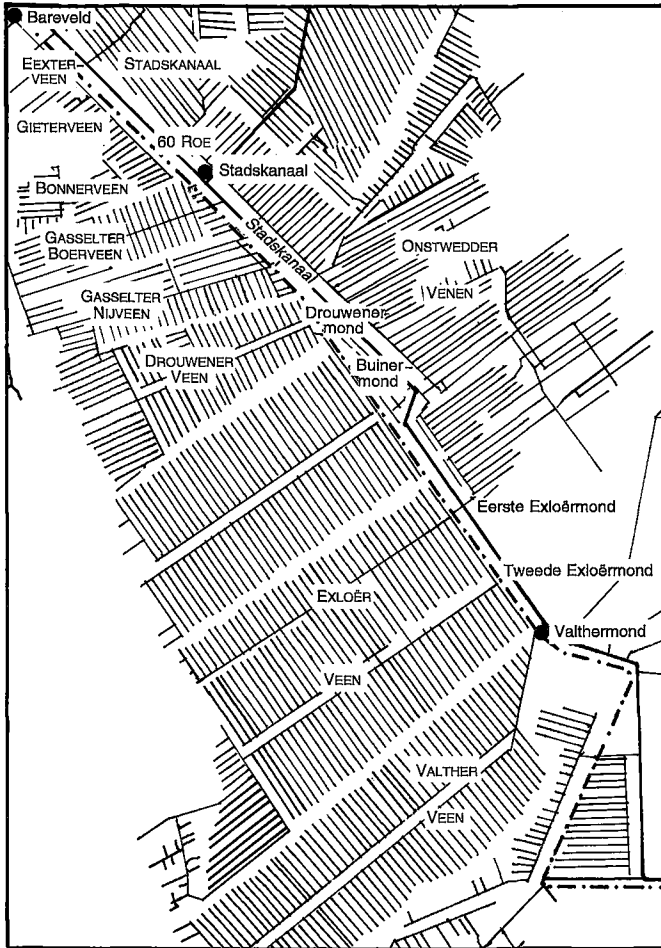 Bareveld
EEXTER-
VEEN
STADSKANAAL
GIETERVEEN
60 ROE
Stadskanaal
BONNERVEEN
Stadskanaal
GASSELTER
BOERVEEN
ONSTWEDDER
VENEN
GASSELTER
NIJVEEN
Drouwener-
mond
DROUWENER
VEEN
Buiner-
mond
Eerste Exloërmond
Tweede Exloërmond
EXLOËR
Valthermond
VEEN
VALTHER
VEEN